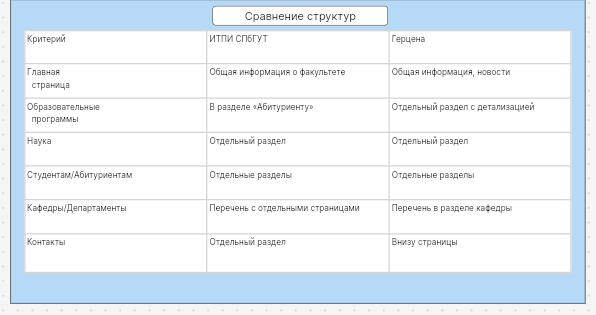 Сравнение структур
Критерий ИТПИ СПбГУТ Герцена
Главная Общая информация о факультете Общая информация, новости
страница
Образовательные В разделе «Абитуриенту» Отдельный раздел с детализацией
программы
Наука Отдельный раздел Отдельный раздел
Студентам/Абитуриентам Отдельные разделы Отдельные разделы
Кафедры/Департаменты Перечень с отдельными страницами Перечень в разделе кафедры
Контакты Отдельный раздел Внизу страницы